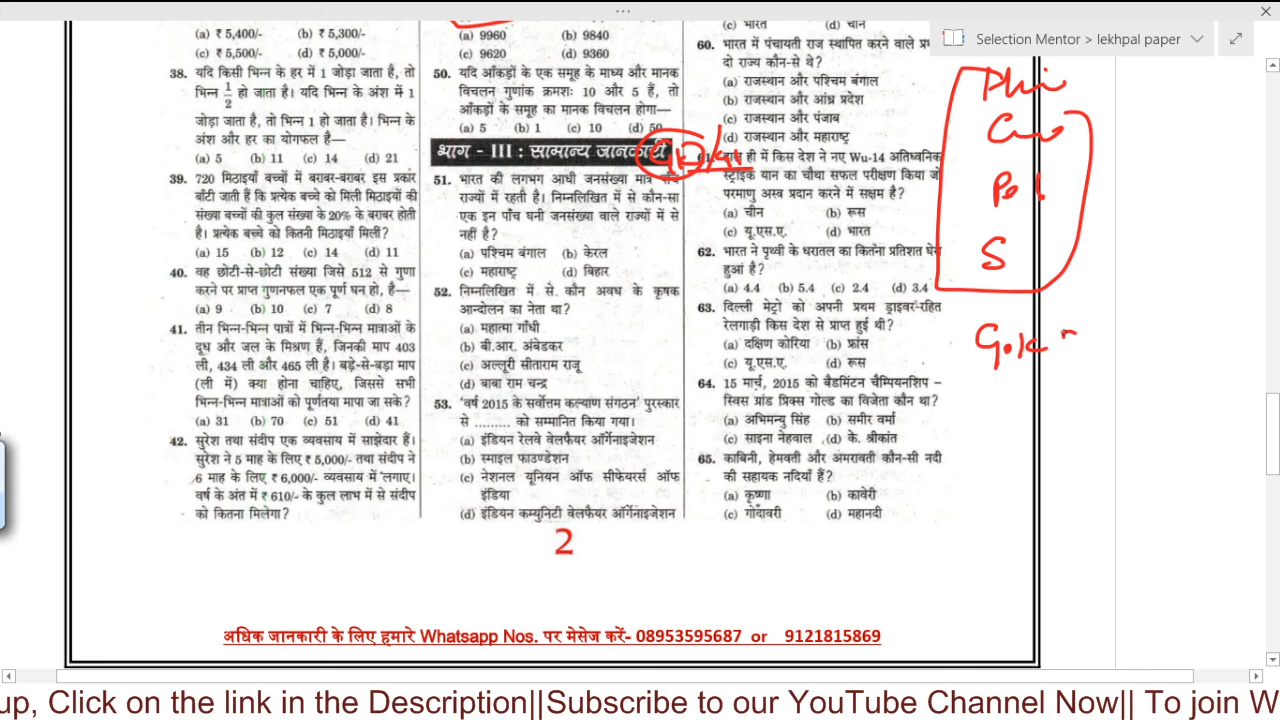 Selection Mentor > lekhpal paper
(a) ₹ 5,400/- (b) ₹ 5,300/-
(c) ₹ 5,500/- (d) ₹ 5,000/-
38. यदि किसी भिन्न के हर में 1 जोड़ा जाता है, तो
भिन्न 1/2 हो जाता है। यदि भिन्न के अंश में 1
जोड़ा जाता है, तो भिन्न 1 हो जाता है। भिन्न के
अंश और हर का योगफल है—
(a) 5 (b) 11 (c) 14 (d) 21
39. 720 मिठाइयाँ बच्चों में बराबर-बराबर इस प्रकार
बाँटी जाती हैं कि प्रत्येक बच्चे को मिली मिठाइयों की
संख्या बच्चों की कुल संख्या के 20% के बराबर होती
है। प्रत्येक बच्चे को कितनी मिठाइयाँ मिलीं?
(a) 15 (b) 12 (c) 14 (d) 11
40. वह छोटी-से-छोटी संख्या जिसे 512 से गुणा
करने पर प्राप्त गुणनफल एक पूर्ण घन हो, है—
(a) 9 (b) 10 (c) 7 (d) 8
41. तीन भिन्न-भिन्न पात्रों में भिन्न-भिन्न मात्राओं के
दूध और जल के मिश्रण हैं, जिनकी माप 403
ली, 434 ली और 465 ली है। बड़े-से-बड़ा माप
(ली में) क्या होना चाहिए, जिससे सभी
भिन्न-भिन्न मात्राओं को पूर्णतया मापा जा सके?
(a) 31 (b) 70 (c) 51 (d) 41
42. सुरेश तथा संदीप एक व्यवसाय में साझेदार हैं।
सुरेश ने 5 माह के लिए ₹ 5,000/- तथा संदीप ने
6 माह के लिए ₹ 6,000/- व्यवसाय में लगाए।
वर्ष के अंत में ₹ 610/- के कुल लाभ में से संदीप
को कितना मिलेगा?
(a) 9960 (b) 9840
(c) 9620 (d) 9360
50. यदि आँकड़ों के एक समूह के माध्य और मानक
विचलन गुणांक क्रमशः 10 और 5 हैं, तो
आँकड़ों के समूह का मानक विचलन होगा—
(a) 5 (b) 1 (c) 10 (d) 50
भाग - III : सामान्य जानकारी
51. भारत की लगभग आधी जनसंख्या मात्र पाँच
राज्यों में रहती है। निम्नलिखित में से कौन-सा
एक इन पाँच घनी जनसंख्या वाले राज्यों में से
नहीं है?
(a) पश्चिम बंगाल (b) केरल
(c) महाराष्ट्र (d) बिहार
52. निम्नलिखित में से. कौन अवध के कृषक
आन्दोलन का नेता था?
(a) महात्मा गाँधी
(b) बी.आर. अंबेडकर
(c) अल्लूरी सीताराम राजू
(d) बाबा राम चन्द्र
53. 'वर्ष 2015 के सर्वोत्तम कल्याण संगठन' पुरस्कार
से ......... को सम्मानित किया गया।
(a) इंडियन रेलवे वेलफेयर ऑर्गेनाइजेशन
(b) स्माइल फाउण्डेशन
(c) नेशनल यूनियन ऑफ सीफेयरर्स ऑफ
इंडिया
(d) इंडियन कम्युनिटी वेलफैयर ऑर्गेनाइजेशन
(c) भारत (d) चीन
60. भारत में पंचायती राज स्थापित करने वाले
दो राज्य कौन-से थे?
(a) राजस्थान और पश्चिम बंगाल
(b) राजस्थान और आंध्र प्रदेश
(c) राजस्थान और पंजाब
(d) राजस्थान और महाराष्ट्र
ही में किस देश ने नए Wu-14 अतिध्वनिक
स्ट्राइक यान का चौथा सफल परीक्षण किया जो
परमाणु अस्त्र प्रदान करने में सक्षम है?
(a) चीन (b) रूस
(c) यू.एस.ए. (d) भारत
62. भारत ने पृथ्वी के धरातल का कितना प्रतिशत घेरा
हुआं है?
(a) 4.4 (b) 5.4 (c) 2.4 (d) 3.4
63. दिल्ली मेट्रो को अपनी प्रथम ड्राइवर-रहित
रेलगाड़ी किस देश से प्राप्त हुई थी?
(a) दक्षिण कोरिया (b) फ्रांस
(c) यू.एस.ए. (d) रूस
64. 15 मार्च, 2015 को बैडमिंटन चैम्पियनशिप –
स्विस ग्रांड प्रिक्स गोल्ड का विजेता कौन था?
(a) अभिमन्यु सिंह (b) समीर वर्मा
(c) साइना नेहवाल (d) के. श्रीकांत
65. काबिनी, हेमवती और अमरावती कौन-सी नदी
की सहायक नदियाँ हैं?
(a) कृष्णा (b) कावेरी
(c) गोदावरी (d) महानदी
S
G.K
2
अधिक जानकारी के लिए हमारे Whatsapp Nos. पर मेसेज करें- 08953595687 or 9121815869
up, Click on the link in the Description||Subscribe to our YouTube Channel Now|| To join W